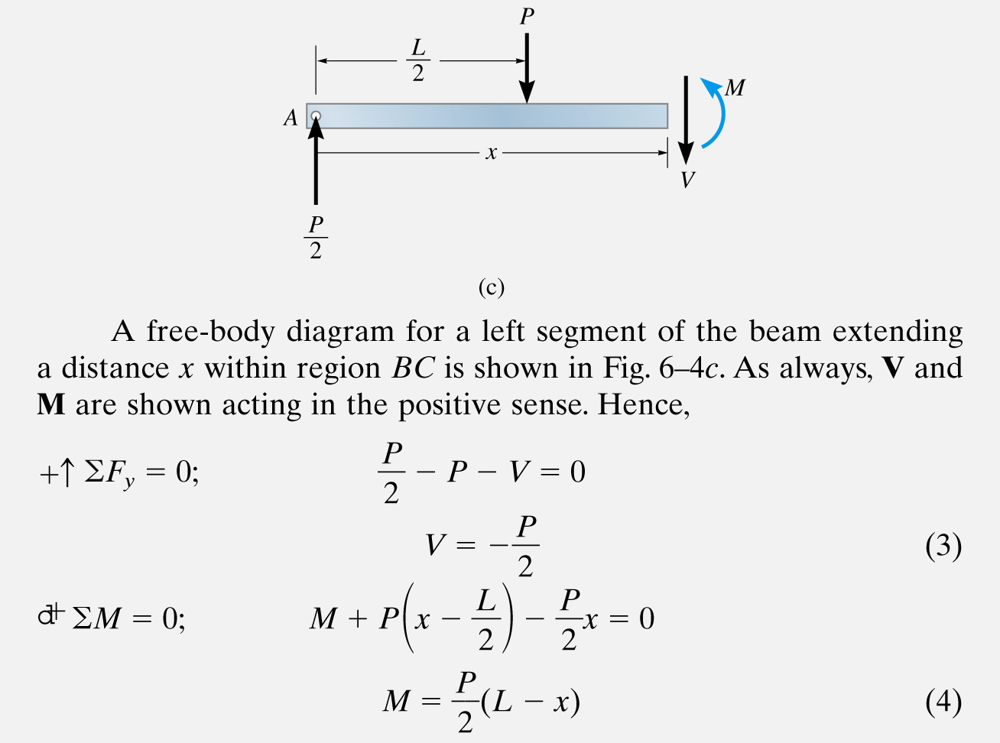 P
L/2
A
M
x
V
P/2
(c)
A free-body diagram for a left segment of the beam extending
a distance x within region BC is shown in Fig. 6–4c. As always, V and
M are shown acting in the positive sense. Hence,
+↑ ΣF_y = 0; P/2 − P − V = 0
V = −P/2 (3)
↺+ ΣM = 0; M + P(x − L/2) − P/2 x = 0
M = P/2 (L − x) (4)